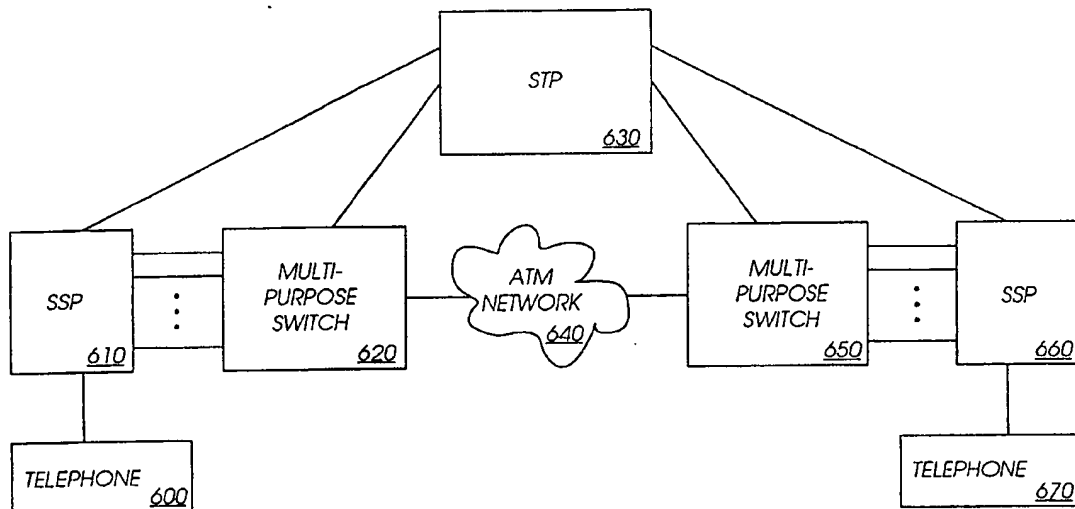 STP
630
SSP
610
MULTI-
PURPOSE
SWITCH
620
ATM
NETWORK
640
MULTI-
PURPOSE
SWITCH
650
SSP
660
TELEPHONE
600
TELEPHONE
670